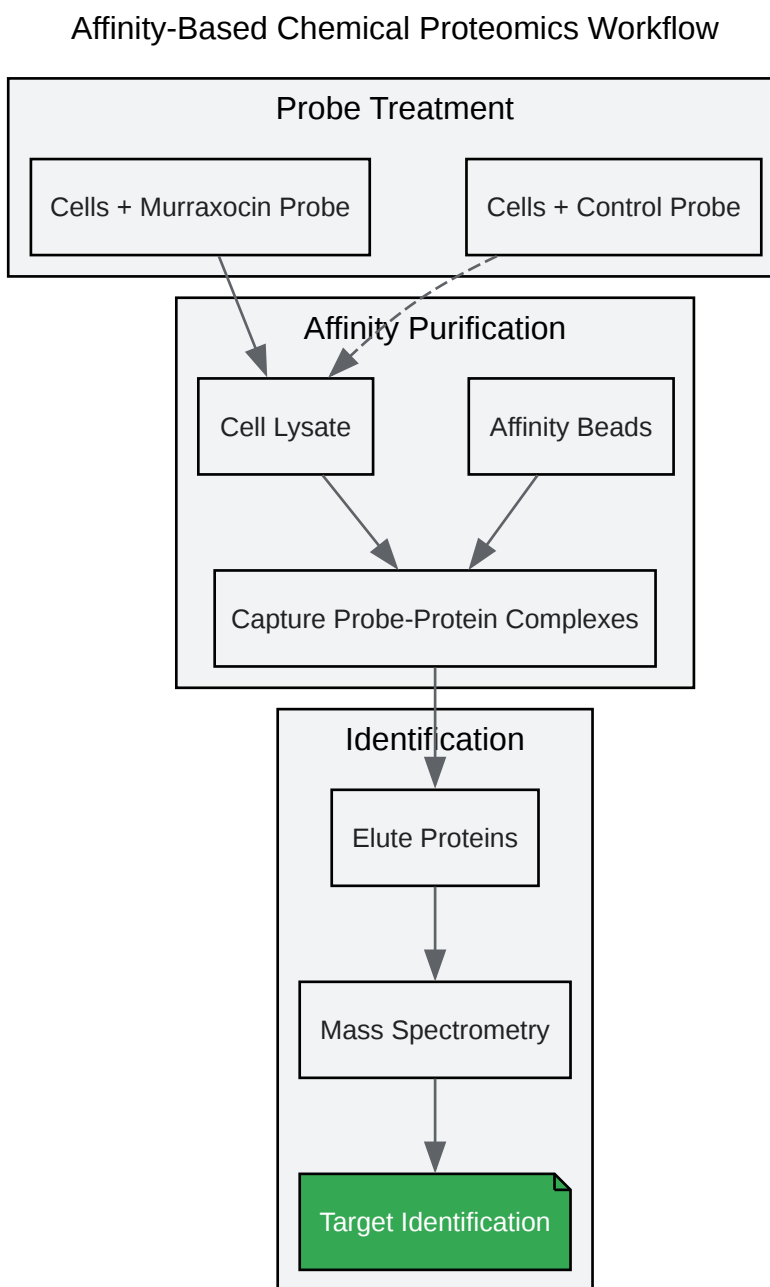 Affinity-Based Chemical Proteomics Workflow
Probe Treatment
Cells + Murraxocin Probe
Cells + Control Probe
Affinity Purification
Cell Lysate
Affinity Beads
Capture Probe-Protein Complexes
Identification
Elute Proteins
Mass Spectrometry
Target Identification